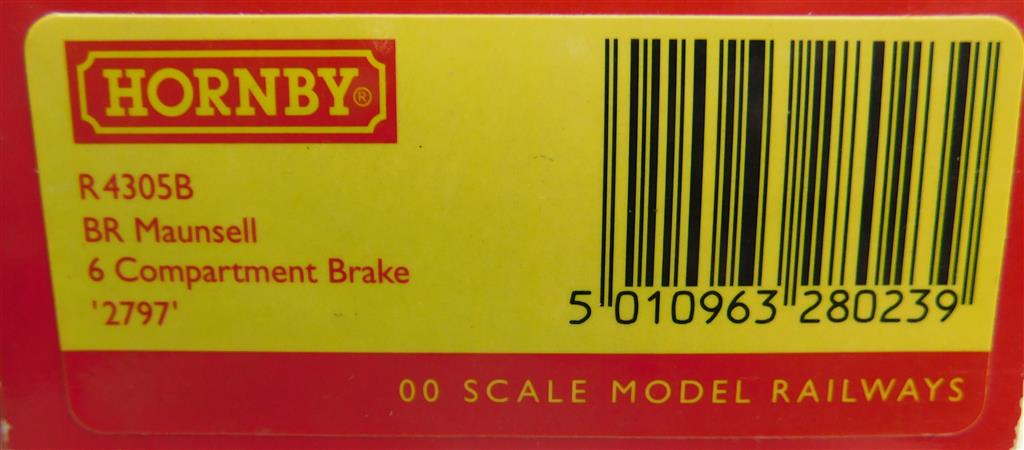 HORNBY®
R4305B
BR Maunsell
6 Compartment Brake
'2797'
5 010963 280239
00 SCALE MODEL RAILWAYS